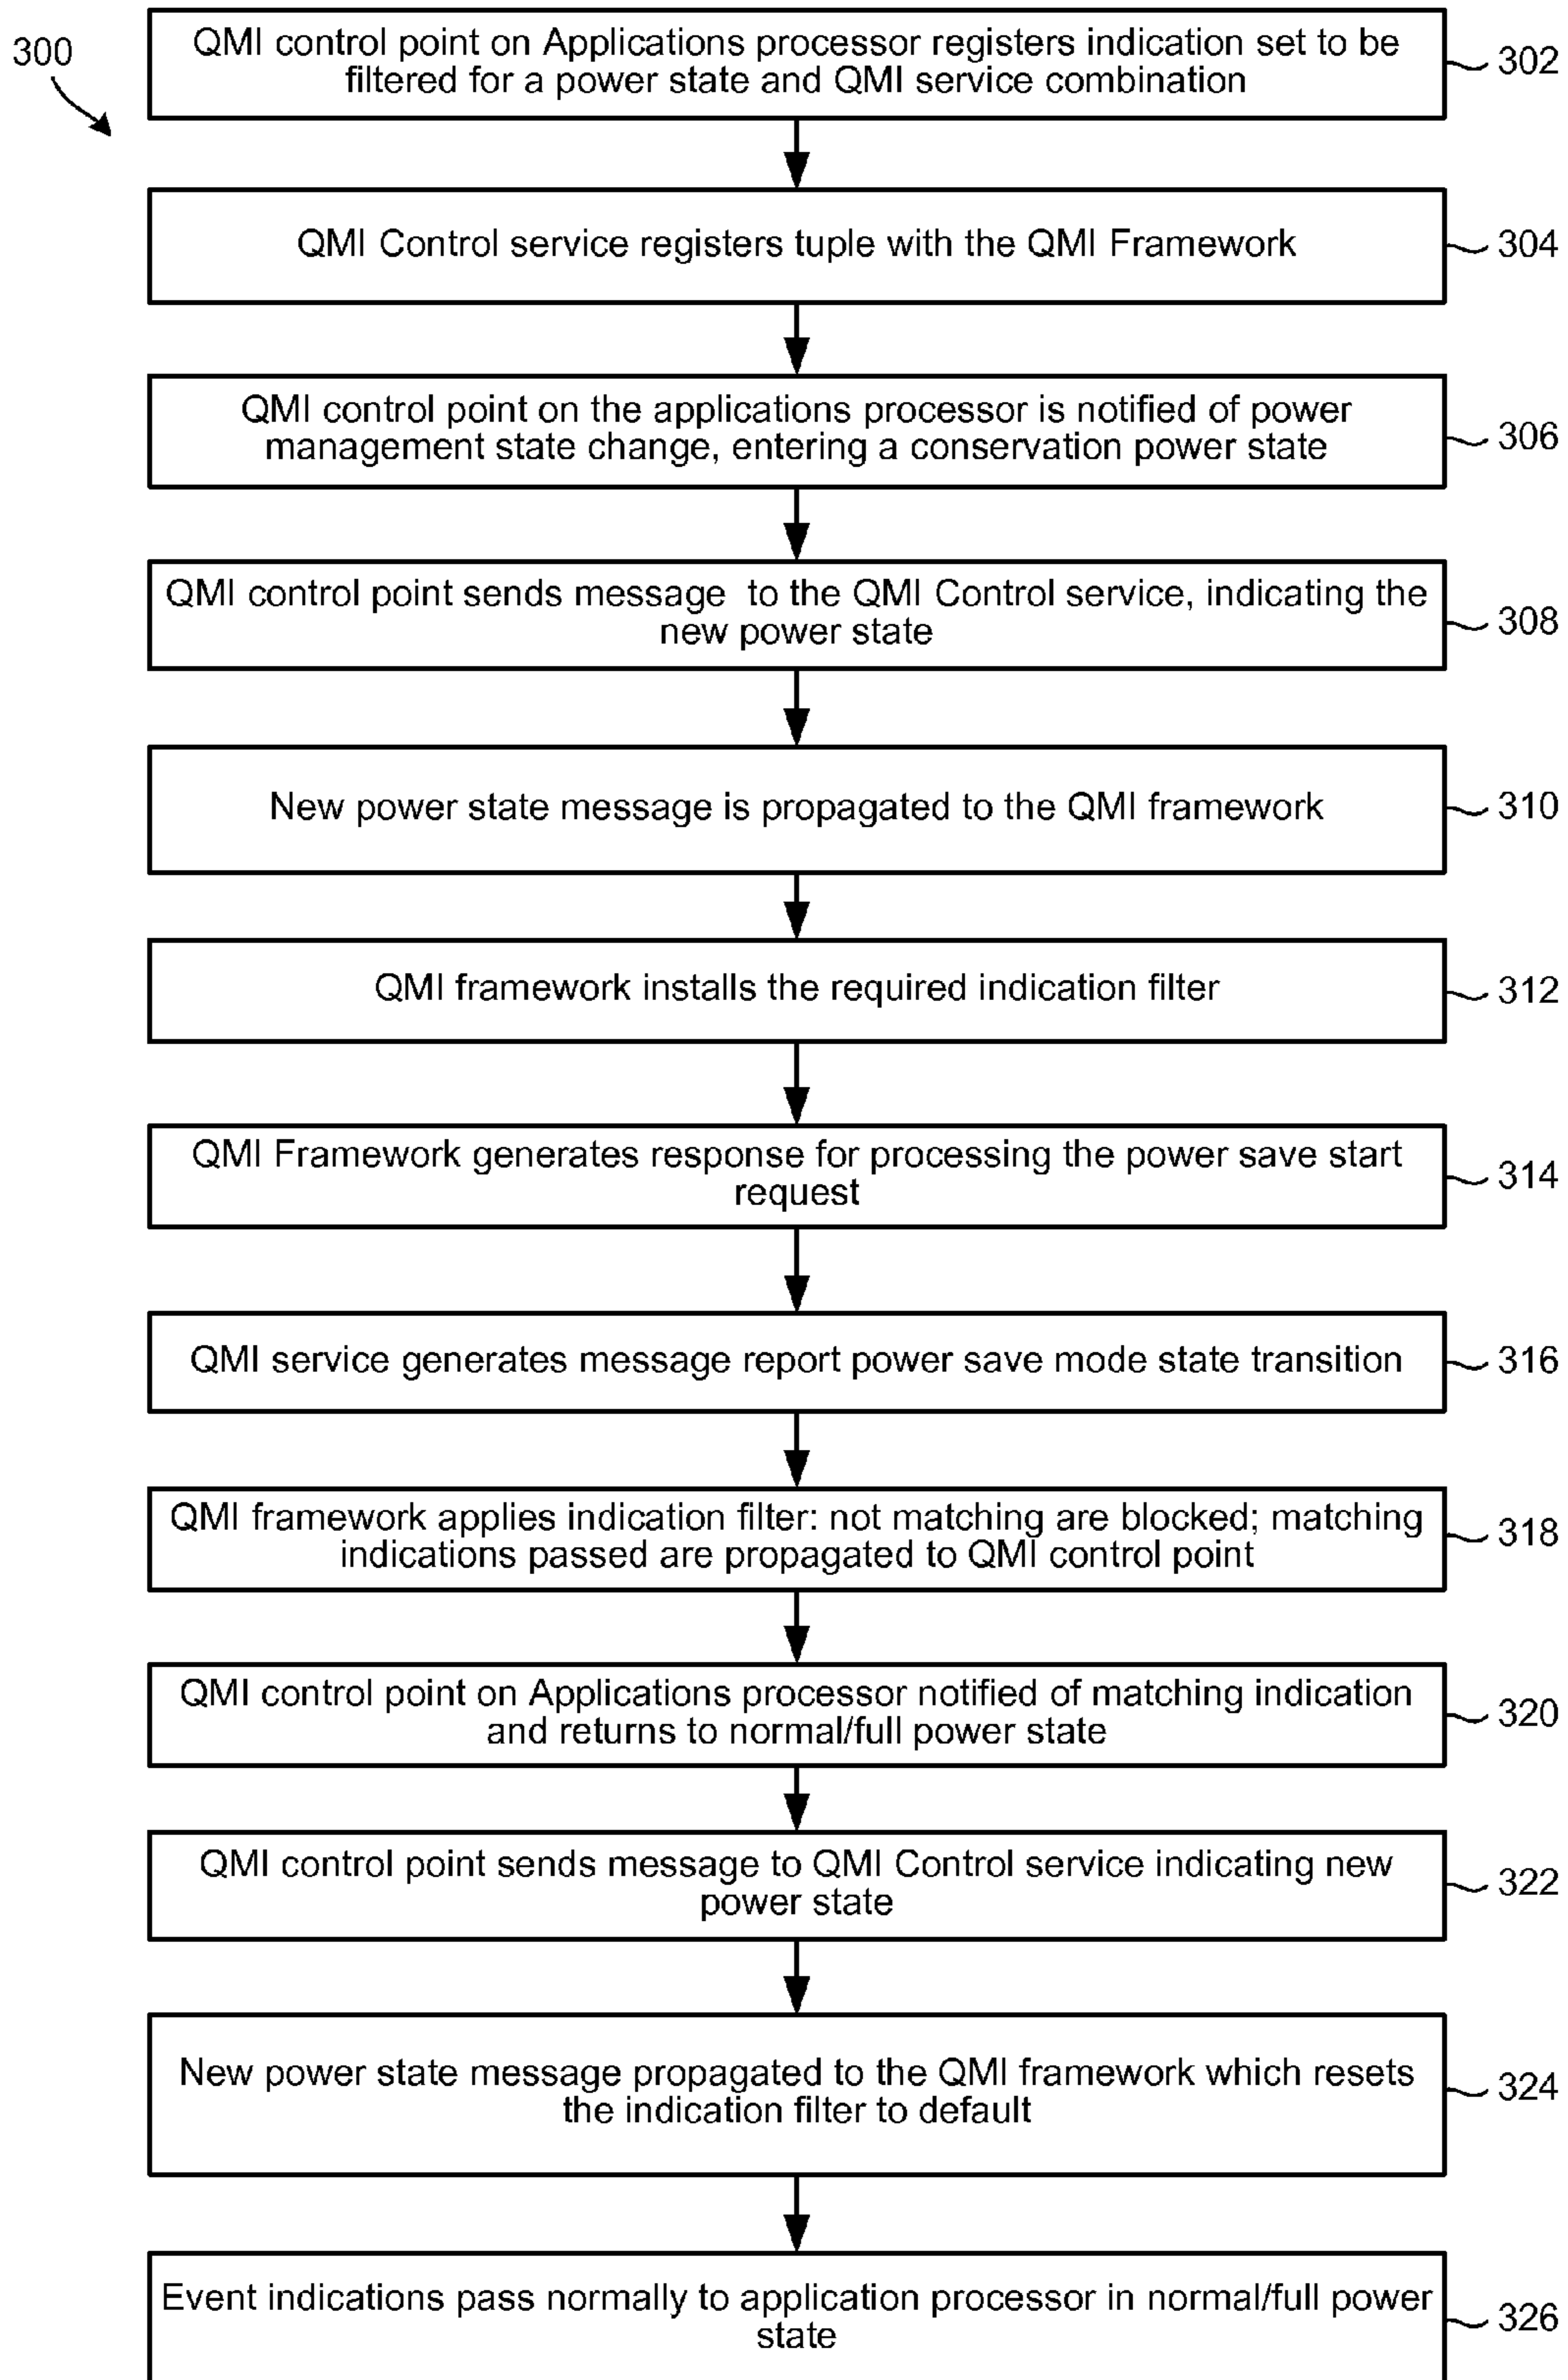 300
QMI control point on Applications processor registers indication set to be
filtered for a power state and QMI service combination
302
QMI Control service registers tuple with the QMI Framework
304
QMI control point on the applications processor is notified of power
management state change, entering a conservation power state
306
QMI control point sends message to the QMI Control service, indicating the
new power state
308
New power state message is propagated to the QMI framework
310
QMI framework installs the required indication filter
312
QMI Framework generates response for processing the power save start
request
314
QMI service generates message report power save mode state transition
316
QMI framework applies indication filter: not matching are blocked; matching
indications passed are propagated to QMI control point
318
QMI control point on Applications processor notified of matching indication
and returns to normal/full power state
320
QMI control point sends message to QMI Control service indicating new
power state
322
New power state message propagated to the QMI framework which resets
the indication filter to default
324
Event indications pass normally to application processor in normal/full power
state
326